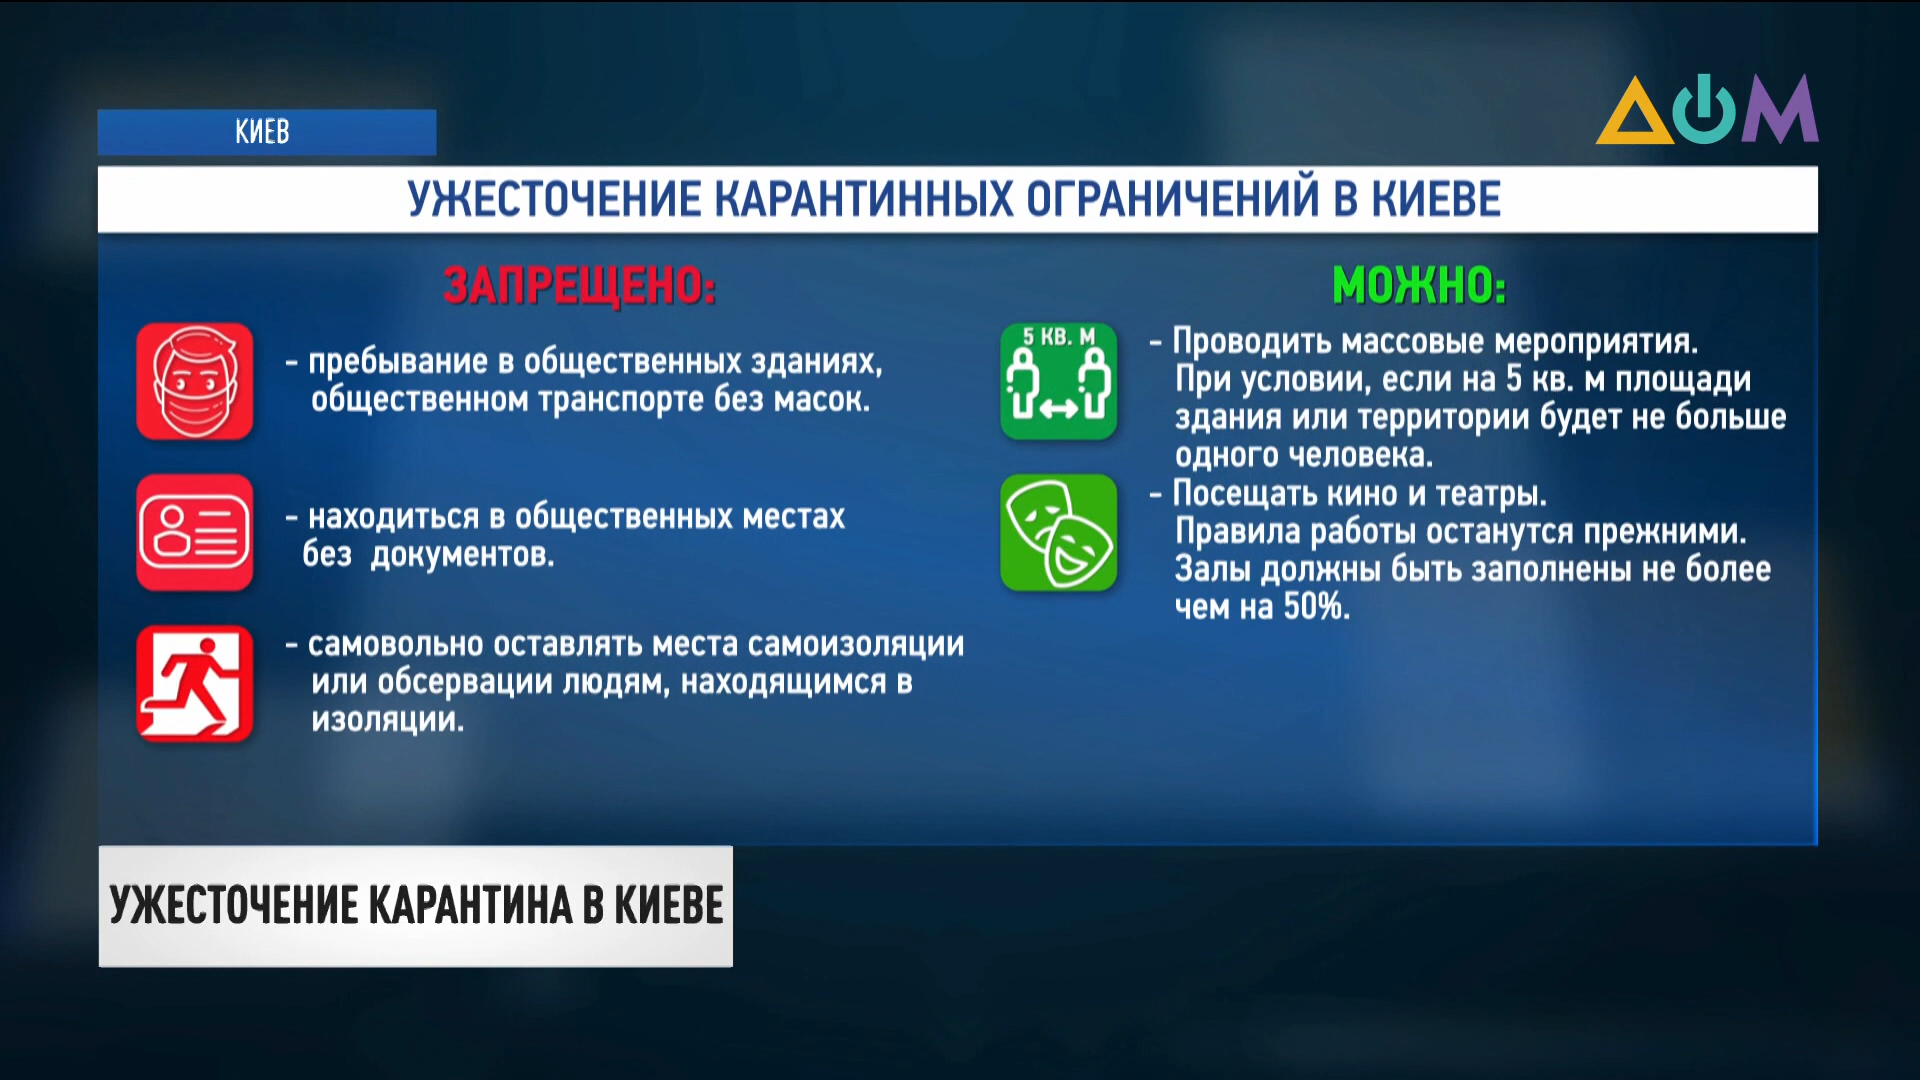 КИЕВ
ДОМ
УЖЕСТОЧЕНИЕ КАРАНТИННЫХ ОГРАНИЧЕНИЙ В КИЕВЕ
ЗАПРЕЩЕНО:
- пребывание в общественных зданиях,
общественном транспорте без масок.
- находиться в общественных местах
без документов.
- самовольно оставлять места самоизоляции
или обсервации людям, находящимся в
изоляции.
МОЖНО:
5 КВ. М
- Проводить массовые мероприятия.
При условии, если на 5 кв. м площади
здания или территории будет не больше
одного человека.
- Посещать кино и театры.
Правила работы останутся прежними.
Залы должны быть заполнены не более
чем на 50%.
УЖЕСТОЧЕНИЕ КАРАНТИНА В КИЕВЕ